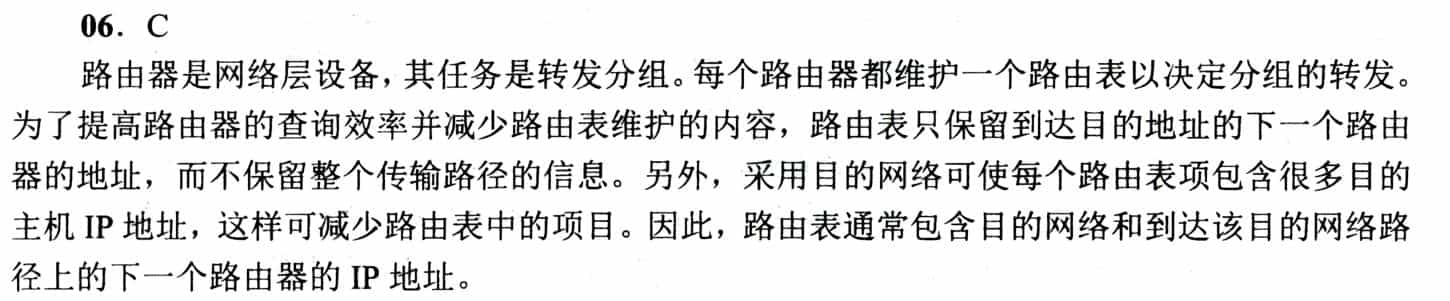 06．C
路由器是网络层设备，其任务是转发分组。每个路由器都维护一个路由表以决定分组的转发。
为了提高路由器的查询效率并减少路由表维护的内容，路由表只保留到达目的地址的下一个路由
器的地址，而不保留整个传输路径的信息。另外，采用目的网络可使每个路由表项包含很多目的
主机 IP 地址，这样可减少路由表中的项目。因此，路由表通常包含目的网络和到达该目的网络路
径上的下一个路由器的 IP 地址。